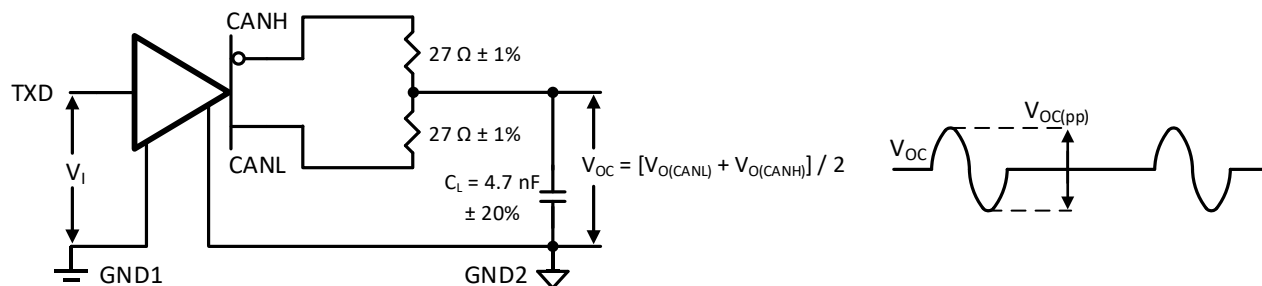 CANH
27 Ω ± 1%
TXD
27 Ω ± 1%
CANL
V_I
V_OC = [V_O(CANL) + V_O(CANH)] / 2
C_L = 4.7 nF
± 20%
GND1
GND2
V_OC(pp)
V_OC